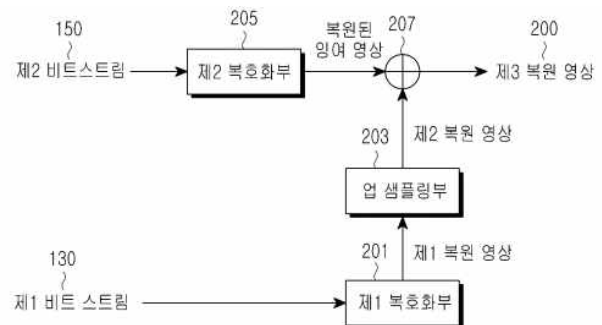 150
205
복원된
잉여 영상
207
200
제2 비트스트림
제2 복호화부
제3 복원 영상
제2 복원 영상
203
업 샘플링부
130
201
제1 복원 영상
제1 비트 스트림
제1 복호화부